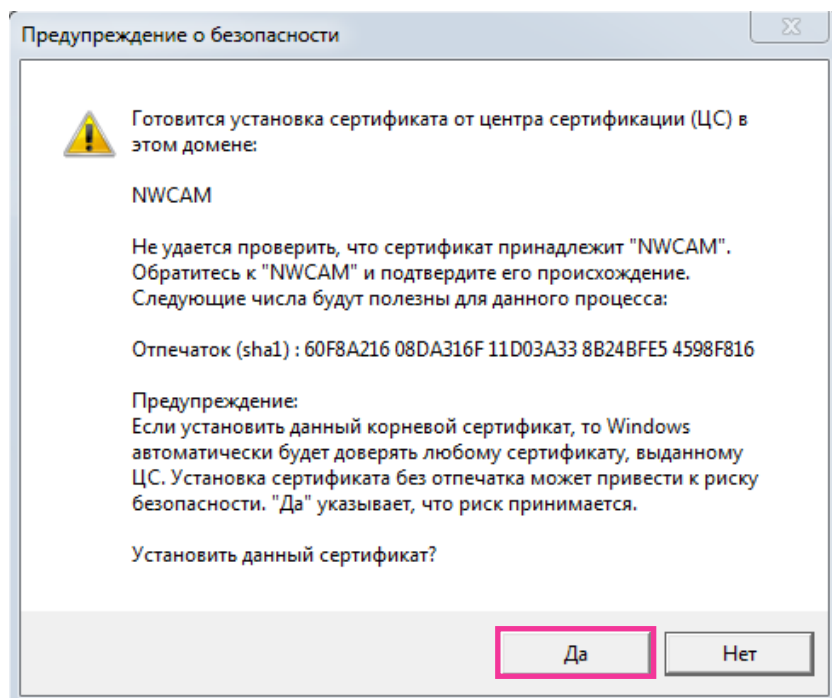 Предупреждение о безопасности
Готовится установка сертификата от центра сертификации (ЦС) в
этом домене:
NWCAM
Не удается проверить, что сертификат принадлежит "NWCAM".
Обратитесь к "NWCAM" и подтвердите его происхождение.
Следующие числа будут полезны для данного процесса:
Отпечаток (sha1) : 60F8A216 08DA316F 11D03A33 8B24BFE5 4598F816
Предупреждение:
Если установить данный корневой сертификат, то Windows
автоматически будет доверять любому сертификату, выданному
ЦС. Установка сертификата без отпечатка может привести к риску
безопасности. "Да" указывает, что риск принимается.
Установить данный сертификат?
Да
Нет